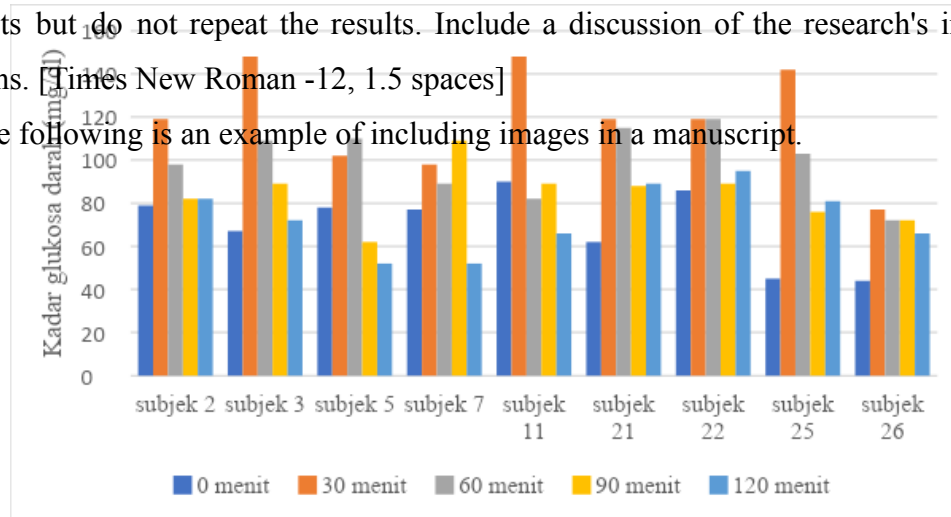 ts but do not repeat the results. Include a discussion of the research's i
160
ns. [Times New Roman -12, 1.5 spaces]
140
e following is an example of including images in a manuscript.
120
100
80
60
40
20
0
Kadar glukosa darah (mg/dl)
subjek 2 subjek 3 subjek 5 subjek 7 subjek 11 subjek 21 subjek 22 subjek 25 subjek 26
0 menit 30 menit 60 menit 90 menit 120 menit